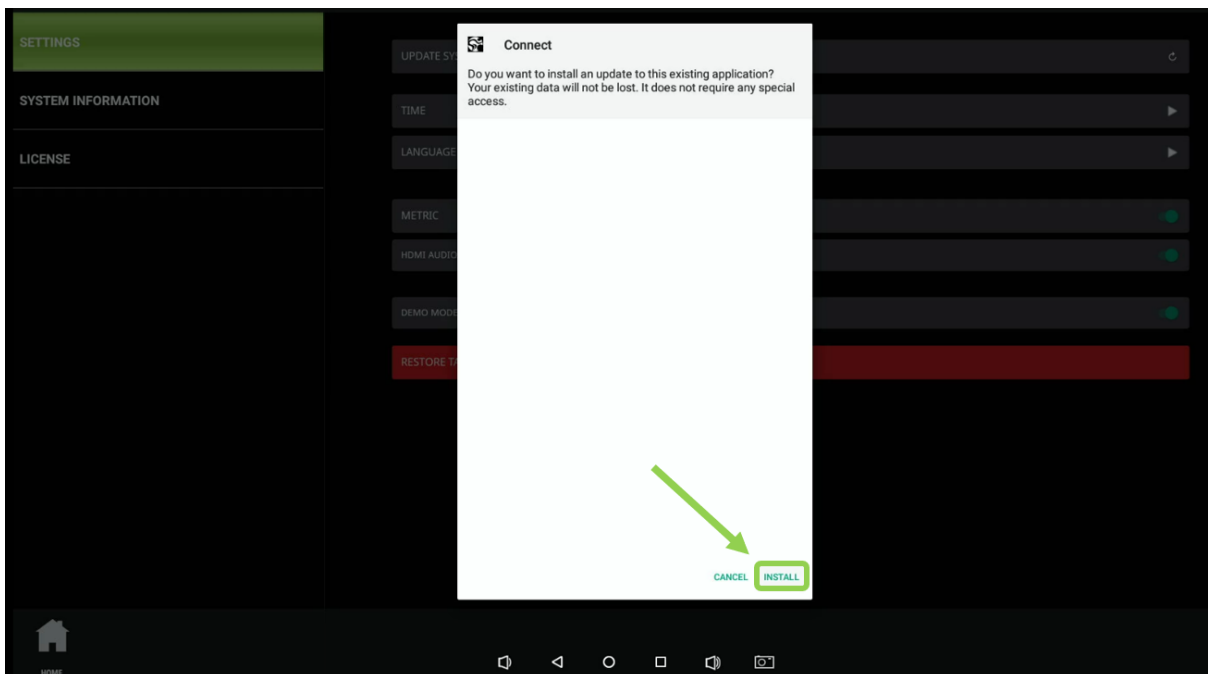 SETTINGS
SYSTEM INFORMATION
LICENSE
UPDATE SY
TIME
LANGUAGE
METRIC
HDMI AUDIO
DEMO MODE
RESTORE TA
Connect
Do you want to install an update to this existing application?
Your existing data will not be lost. It does not require any special
access.
CANCEL INSTALL
HOME